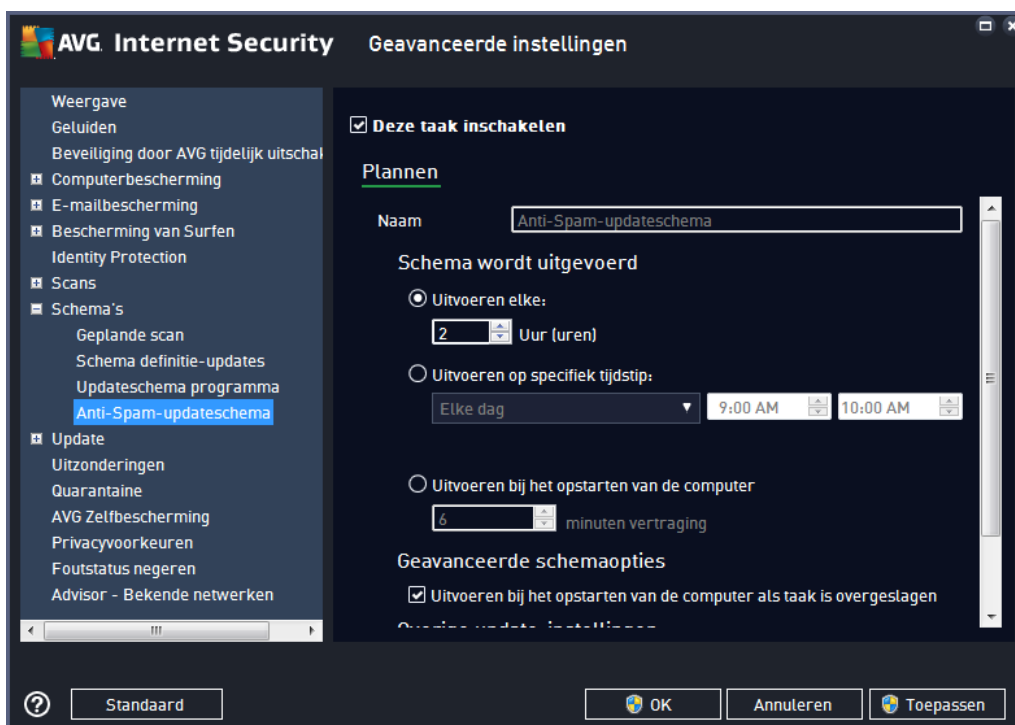 AVG. Internet Security Geavanceerde instellingen
Weergave
Geluiden
Beveiliging door AVG tijdelijk uitschak
Computerbescherming
E-mailbescherming
Bescherming van Surfen
Identity Protection
Scans
Schema's
Geplande scan
Schema definitie-updates
Updateschema programma
Anti-Spam-updateschema
Update
Uitzonderingen
Quarantaine
AVG Zelfbescherming
Privacyvoorkeuren
Foutstatus negeren
Advisor - Bekende netwerken
Deze taak inschakelen
Plannen
Naam Anti-Spam-updateschema
Schema wordt uitgevoerd
Uitvoeren elke:
2 Uur (uren)
Uitvoeren op specifiek tijdstip:
Elke dag 9:00 AM 10:00 AM
Uitvoeren bij het opstarten van de computer
6 minuten vertraging
Geavanceerde schemaopties
Uitvoeren bij het opstarten van de computer als taak is overgeslagen
Overige update-instellingen
Standaard OK Annuleren Toepassen